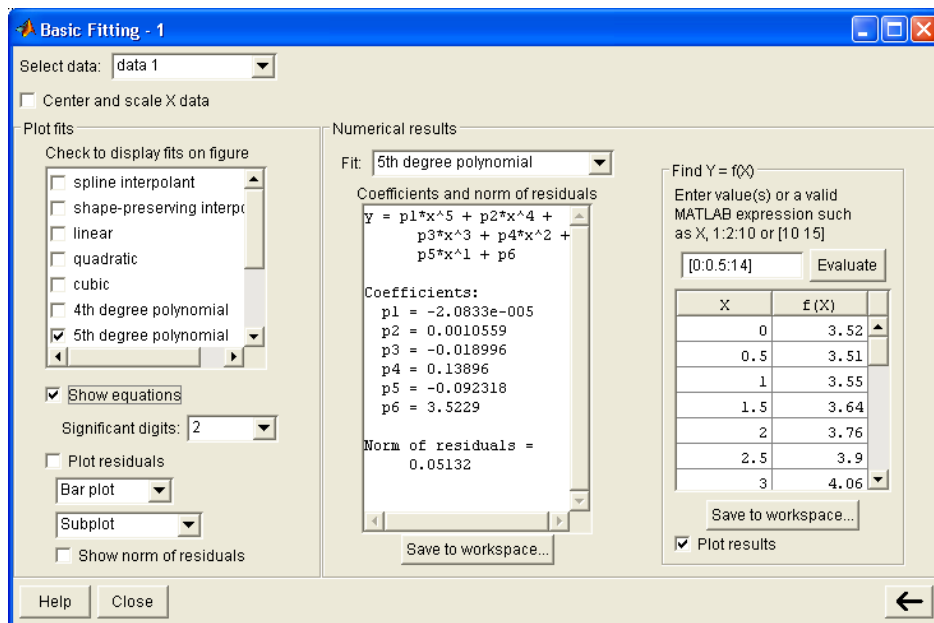 Basic Fitting - 1
Select data: data 1
Center and scale X data
Plot fits
Check to display fits on figure
spline interpolant
shape-preserving interpo
linear
quadratic
cubic
4th degree polynomial
5th degree polynomial
Show equations
Significant digits: 2
Plot residuals
Bar plot
Subplot
Show norm of residuals
Numerical results
Fit: 5th degree polynomial
Coefficients and norm of residuals
y = p1*x^5 + p2*x^4 +
p3*x^3 + p4*x^2 +
p5*x^1 + p6
Coefficients:
p1 = -2.0833e-005
p2 = 0.0010559
p3 = -0.018996
p4 = 0.13896
p5 = -0.092318
p6 = 3.5229
Norm of residuals =
0.05132
Save to workspace...
Find Y = f(X)
Enter value(s) or a valid
MATLAB expression such
as X, 1:2:10 or [10 15]
[0:0.5:14] Evaluate
X f(X)
0 3.52
0.5 3.51
1 3.55
1.5 3.64
2 3.76
2.5 3.9
3 4.06
Save to workspace...
Plot results
Help Close